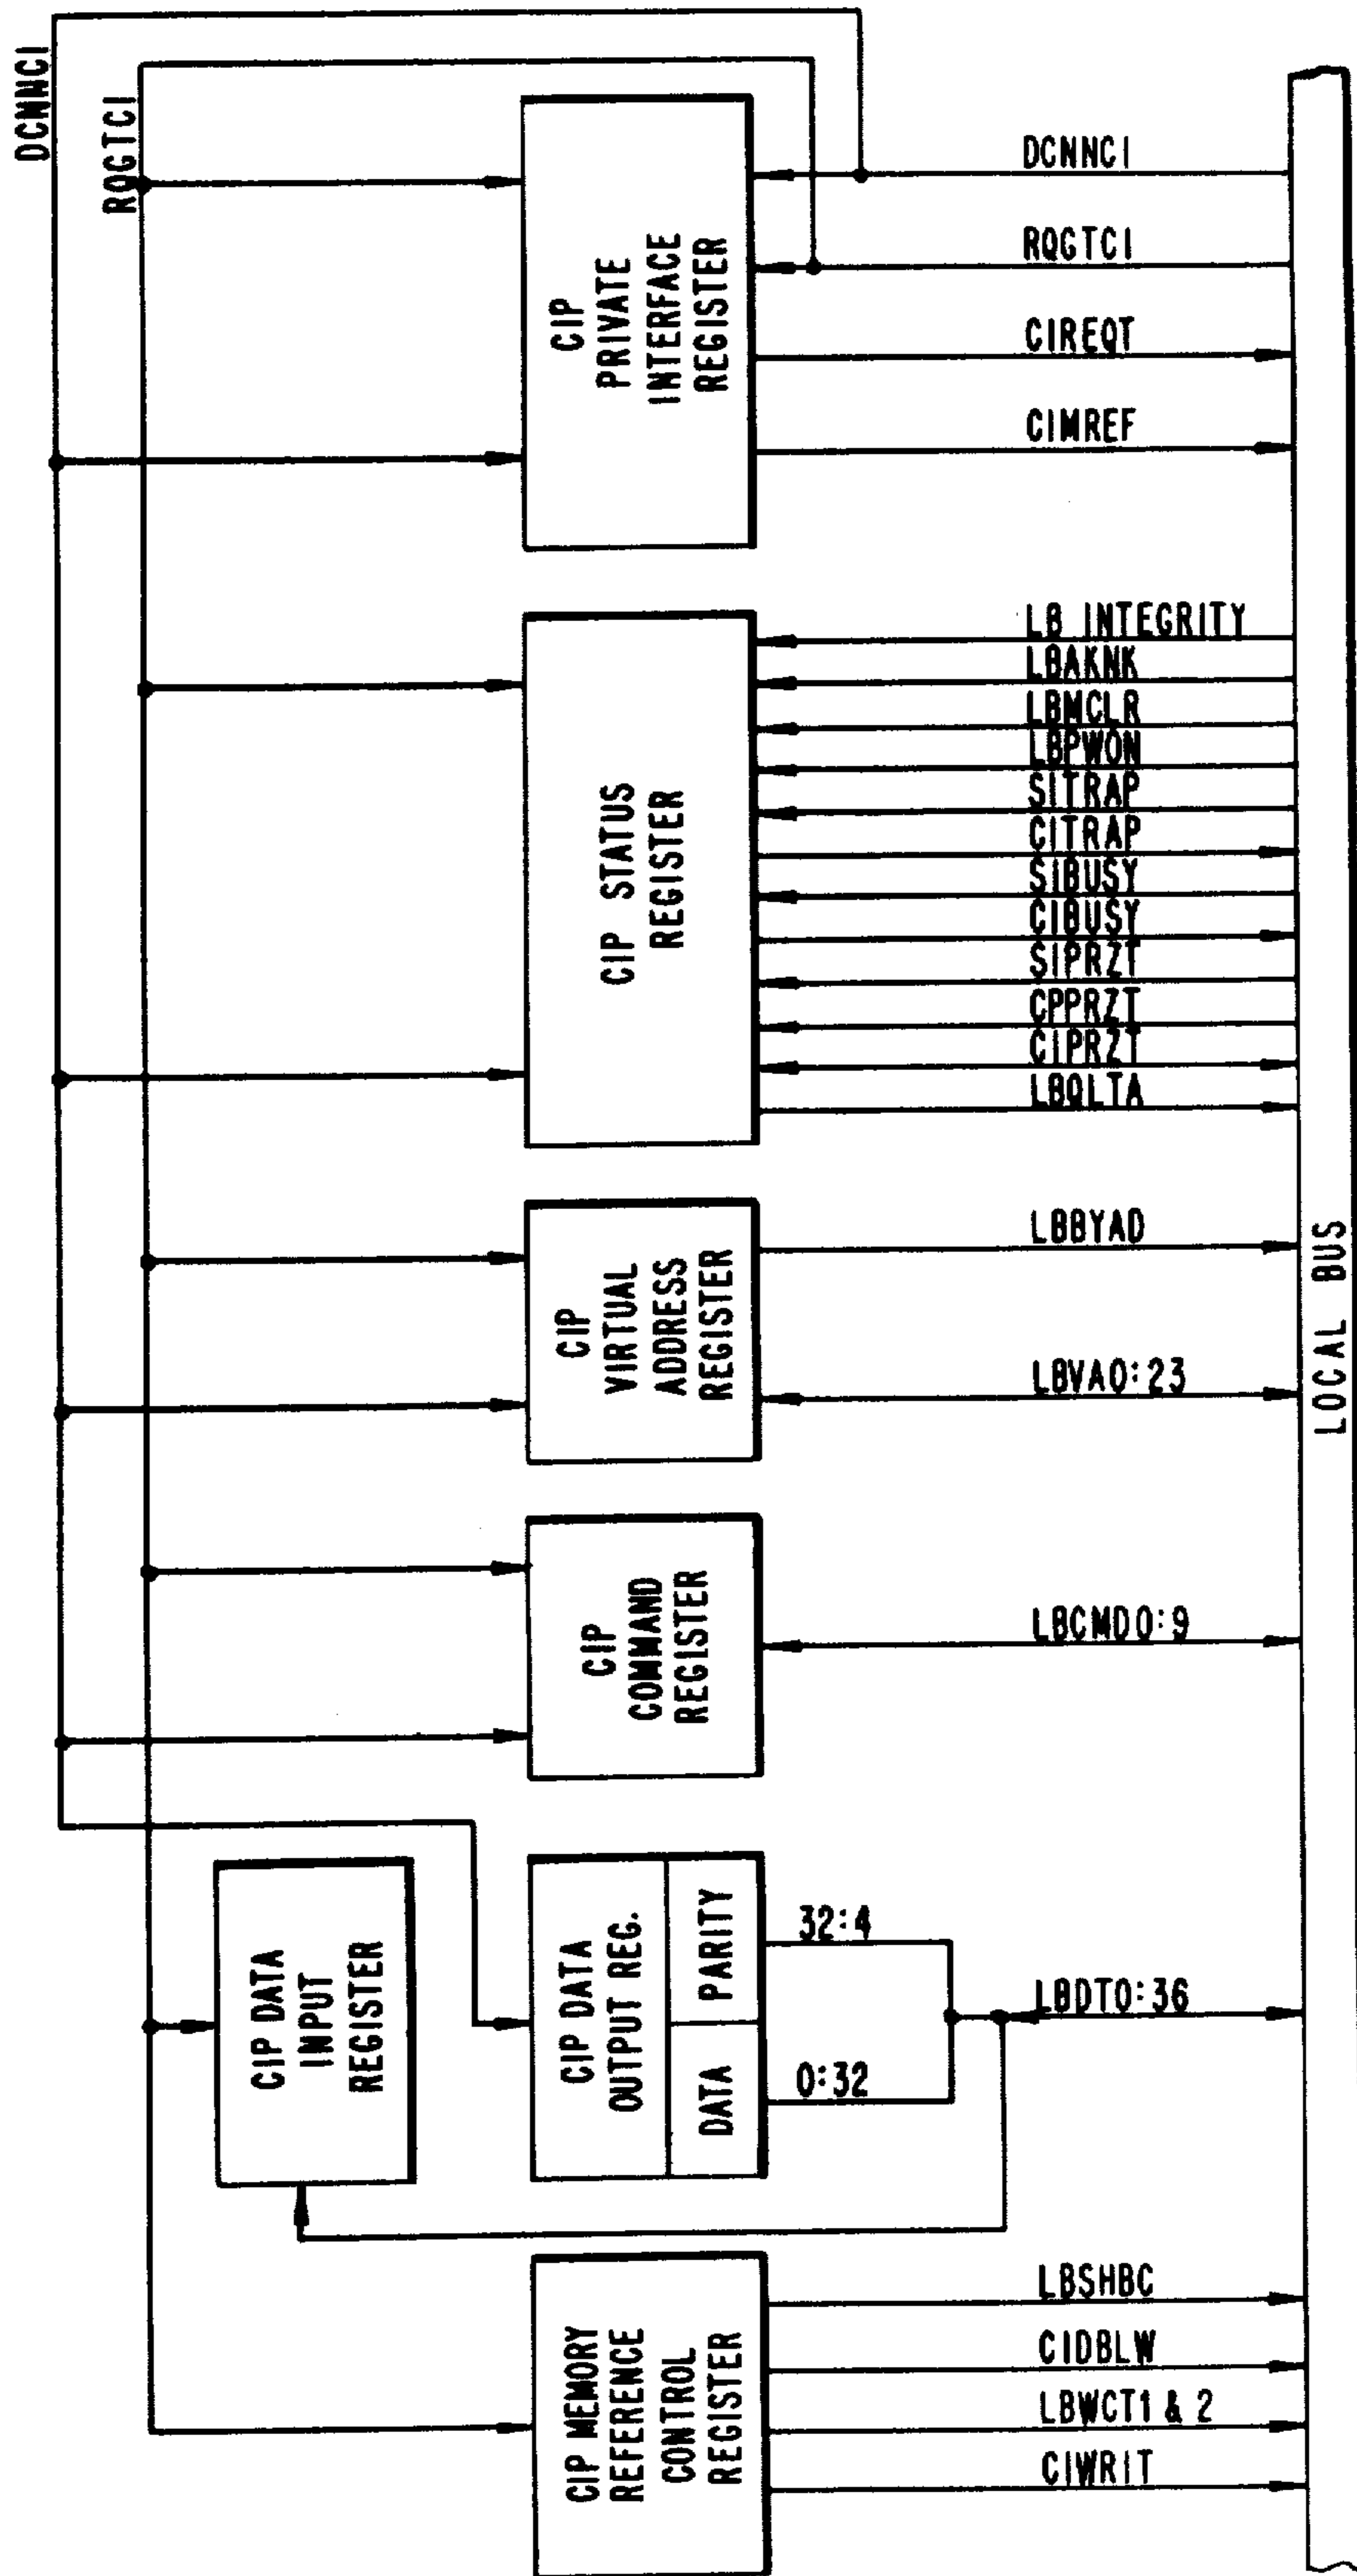 DCNNCI
RQGTCI
CIP
PRIVATE
INTERFACE
REGISTER
DCNNCI
RQGTCI
CIREQT
CIMREF
CIP STATUS
REGISTER
LB INTEGRITY
LBAKNK
LBMCLR
LBPWON
SITRAP
CITRAP
SIBUSY
CIBUSY
SIPRZT
CPPRZT
CIPRZT
LBQLTA
CIP
VIRTUAL
ADDRESS
REGISTER
LBBYAD
LBVA0:23
LOCAL BUS
CIP
COMMAND
REGISTER
LBCMD0:9
CIP DATA
INPUT
REGISTER
CIP DATA
OUTPUT REG.
DATA
PARITY
32:4
0:32
LBDT0:36
CIP MEMORY
REFERENCE
CONTROL
REGISTER
LBSHBC
CIDBLW
LBWCT1 & 2
CIWRIT